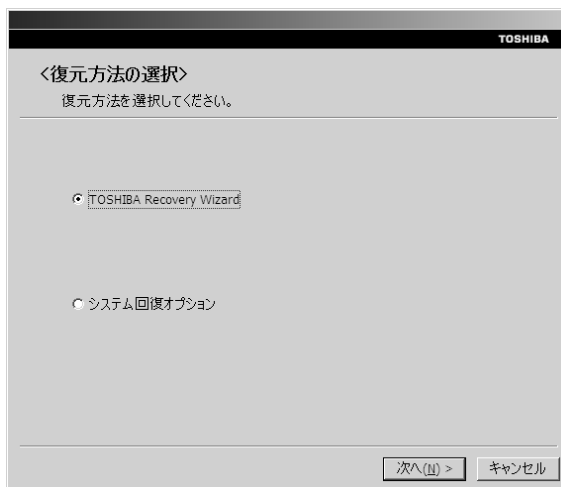 TOSHIBA
<復元方法の選択>
復元方法を選択してください。
TOSHIBA Recovery Wizard
システム回復オプション
次へ(N) > キャンセル